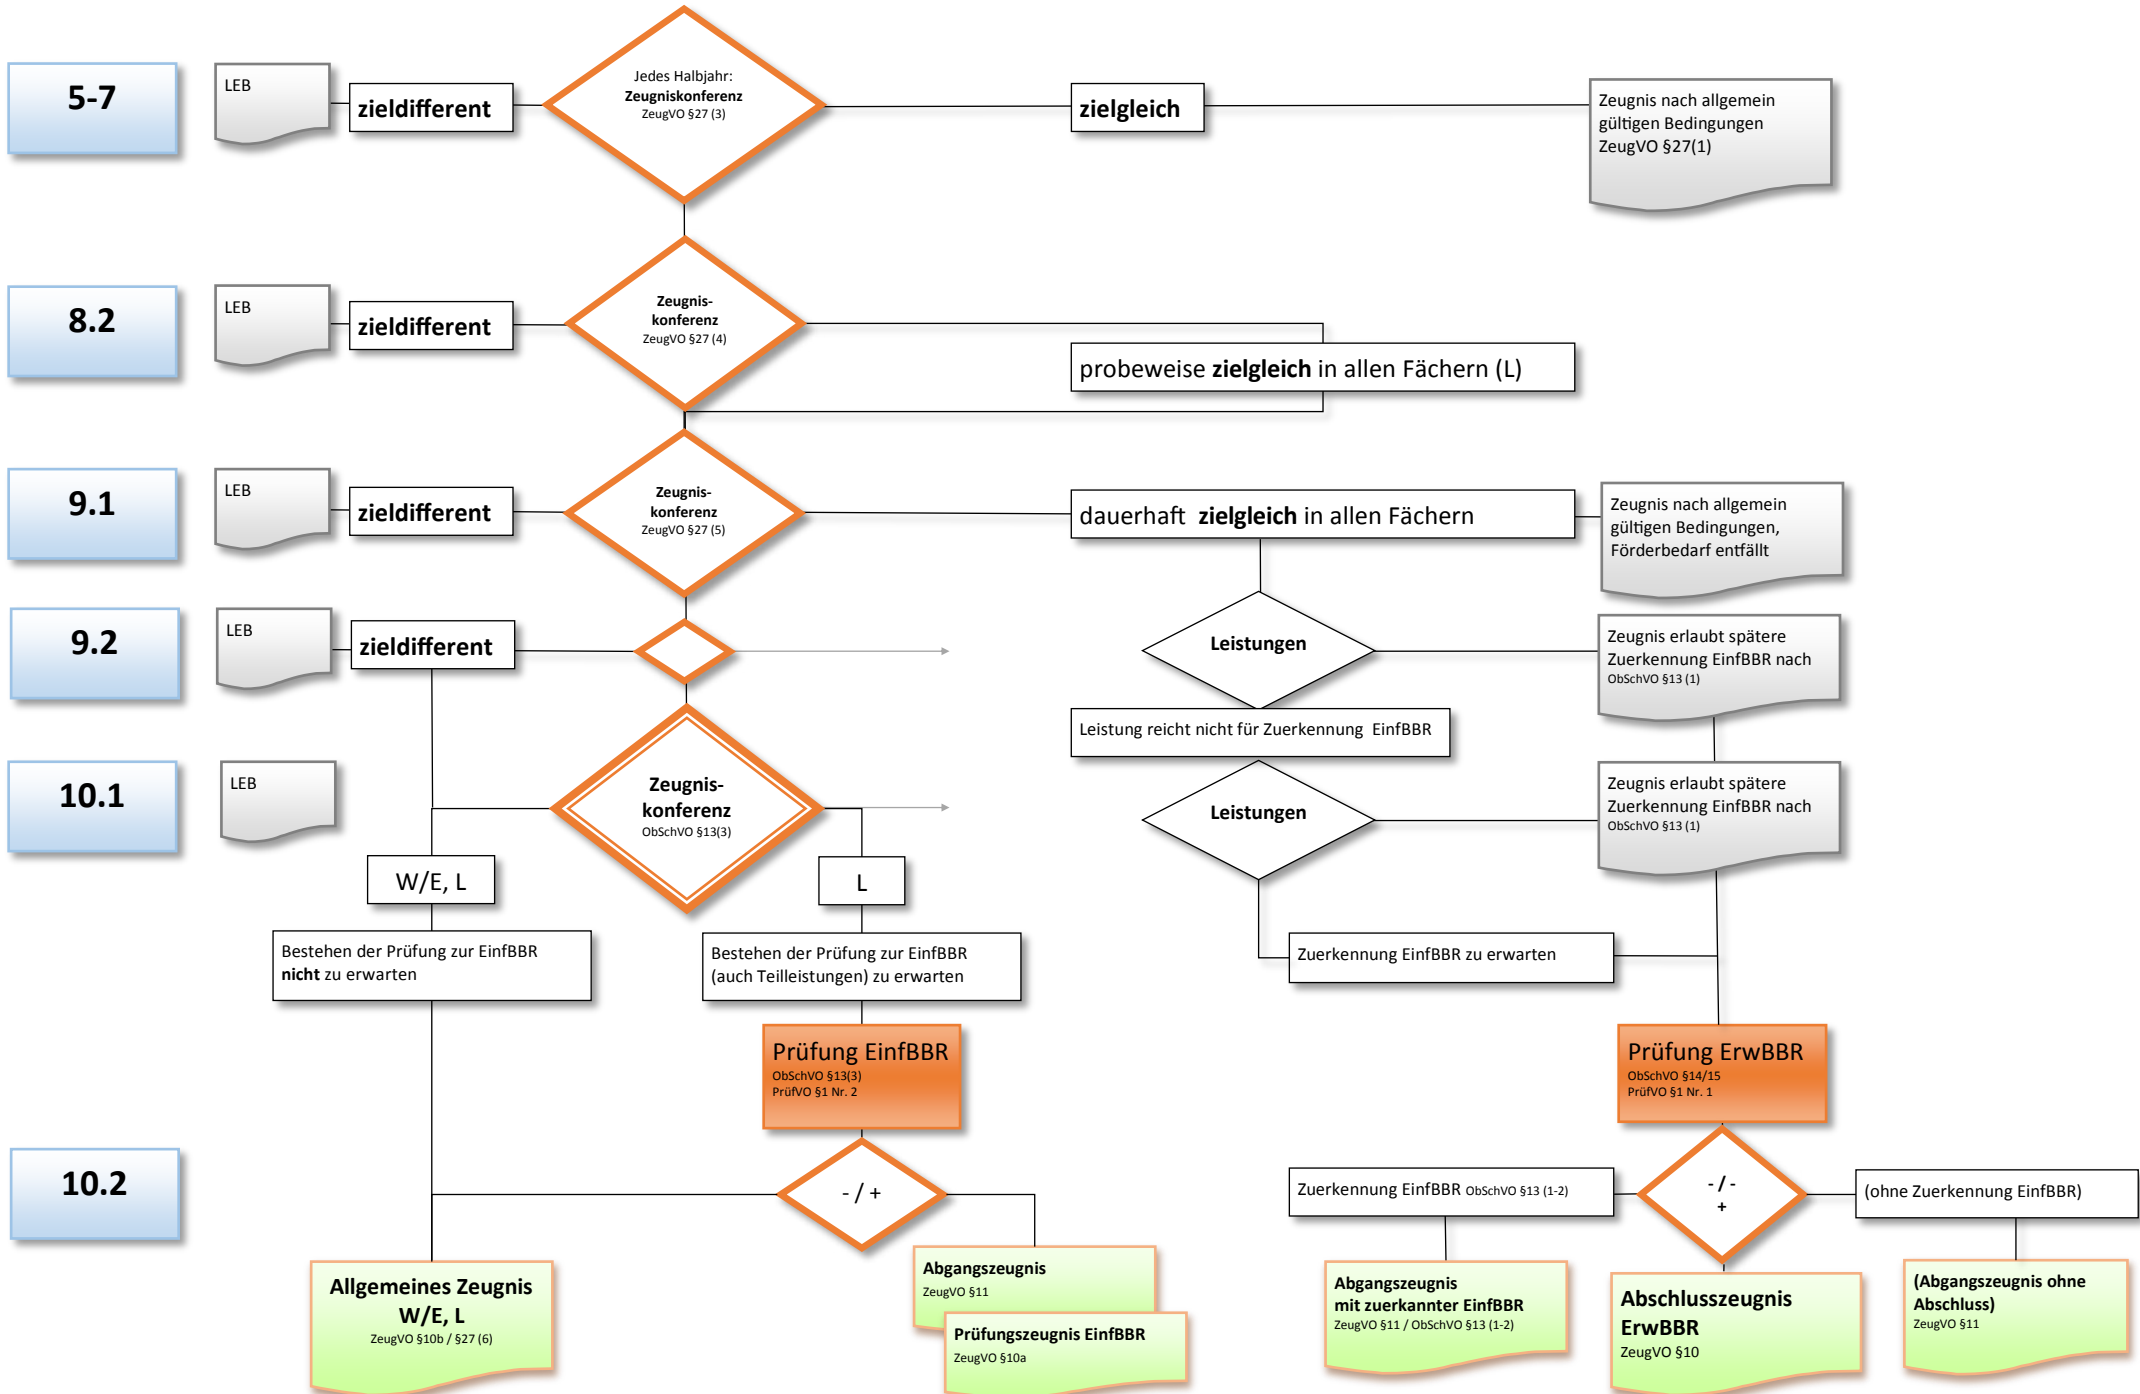 5-7
LEB
zieldifferent
Jedes Halbjahr:
Zeugniskonferenz
ZeugVO §27 (3)
zielgleich
Zeugnis nach allgemein
gültigen Bedingungen
ZeugVO §27(1)
8.2
LEB
zieldifferent
Zeugnis-
konferenz
ZeugVO §27 (4)
probeweise zielgleich in allen Fächern (L)
9.1
LEB
zieldifferent
Zeugnis-
konferenz
ZeugVO §27 (5)
dauerhaft zielgleich in allen Fächern
Zeugnis nach allgemein
gültigen Bedingungen,
Förderbedarf entfällt
9.2
LEB
zieldifferent
Leistungen
Zeugnis erlaubt spätere
Zuerkennung EinfBBR nach
ObSchVO §13 (1)
Leistung reicht nicht für Zuerkennung EinfBBR
10.1
LEB
Zeugnis-
konferenz
ObSchVO §13(3)
Leistungen
Zeugnis erlaubt spätere
Zuerkennung EinfBBR nach
ObSchVO §13 (1)
W/E, L
L
Bestehen der Prüfung zur EinfBBR
nicht zu erwarten
Bestehen der Prüfung zur EinfBBR
(auch Teilleistungen) zu erwarten
Zuerkennung EinfBBR zu erwarten
Prüfung EinfBBR
ObSchVO §13(3)
PrüfVO §1 Nr. 2
Prüfung ErwBBR
ObSchVO §14/15
PrüfVO §1 Nr. 1
10.2
- / +
Zuerkennung EinfBBR ObSchVO §13 (1-2)
- / -
+
(ohne Zuerkennung EinfBBR)
Allgemeines Zeugnis
W/E, L
ZeugVO §10b / §27 (6)
Abgangszeugnis
ZeugVO §11
Prüfungszeugnis EinfBBR
ZeugVO §10a
Abgangszeugnis
mit zuerkannter EinfBBR
ZeugVO §11 / ObSchVO §13 (1-2)
Abschlusszeugnis
ErwBBR
ZeugVO §10
(Abgangszeugnis ohne
Abschluss)
ZeugVO §11